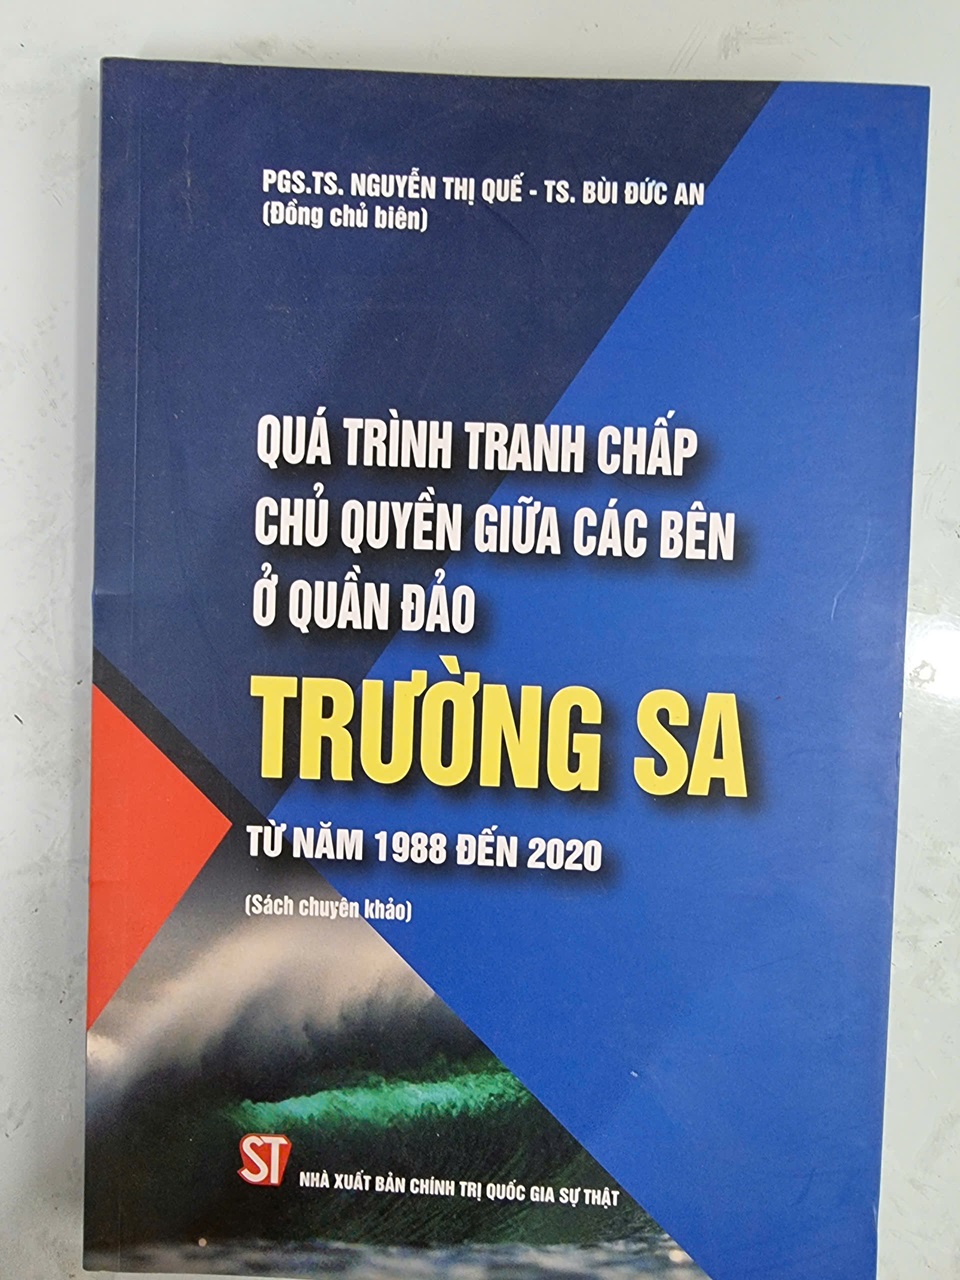 PGS.TS. NGUYỄN THỊ QUẾ - TS. BÙI ĐỨC AN
(Đồng chủ biên)
QUÁ TRÌNH TRANH CHẤP
CHỦ QUYỀN GIỮA CÁC BÊN
Ở QUẦN ĐẢO
TRƯỜNG SA
TỪ NĂM 1988 ĐẾN 2020
(Sách chuyên khảo)
ST
NHÀ XUẤT BẢN CHÍNH TRỊ QUỐC GIA SỰ THẬT